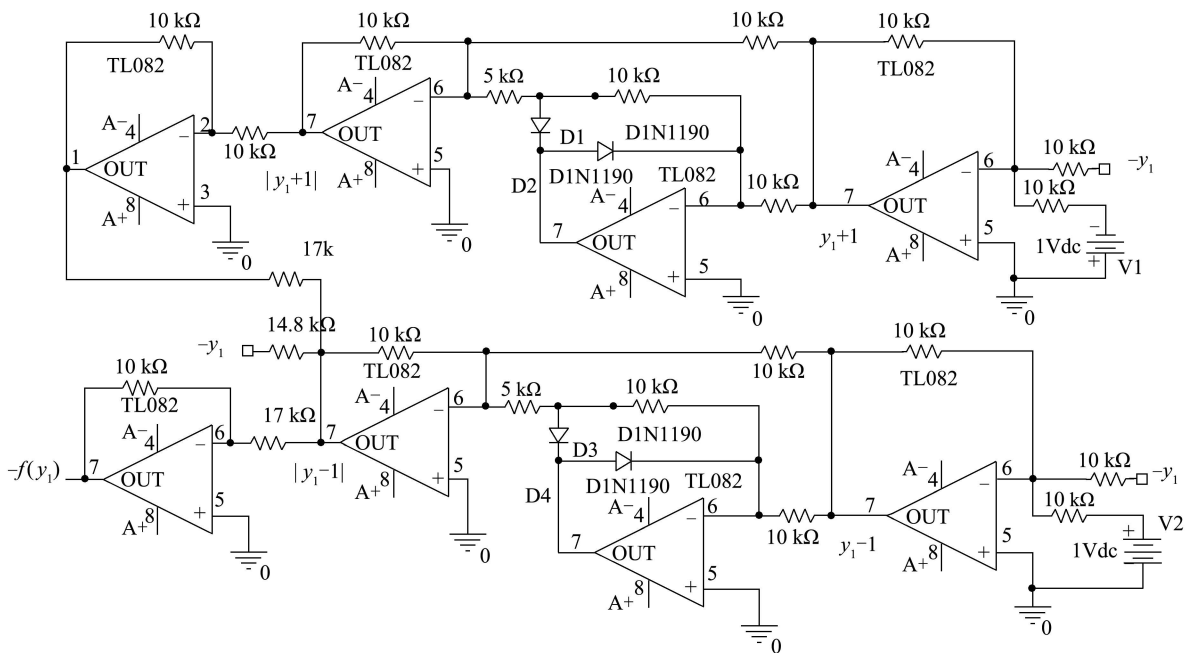 10 kΩ
10 kΩ
10 kΩ
10 kΩ
TL082
TL082
TL082
5 kΩ
10 kΩ
A−
4
6
−
7
OUT
+
5
A+
8
0
A−
4
2
−
1
OUT
+
3
A+
8
0
10 kΩ
|y₁+1|
D1
D1N1190
D2
D1N1190
TL082
A−
4
6
−
7
OUT
+
5
A+
8
0
10 kΩ
7
y₁+1
A−
4
6
−
OUT
+
5
A+
8
0
10 kΩ
−y₁
10 kΩ
−
1Vdc
+
V1
17k
14.8 kΩ
−y₁
10 kΩ
10 kΩ
10 kΩ
TL082
TL082
10 kΩ
TL082
5 kΩ
10 kΩ
A−
4
6
−
7
OUT
+
5
A+
8
0
17 kΩ
|y₁−1|
−f(y₁)
A−
4
6
−
7
OUT
+
5
A+
8
0
D3
D1N1190
D4
D1N1190
TL082
A−
4
6
−
7
OUT
+
5
A+
8
0
10 kΩ
7
y₁−1
A−
4
6
−
OUT
+
5
A+
8
0
10 kΩ
−y₁
10 kΩ
+
1Vdc
−
V2